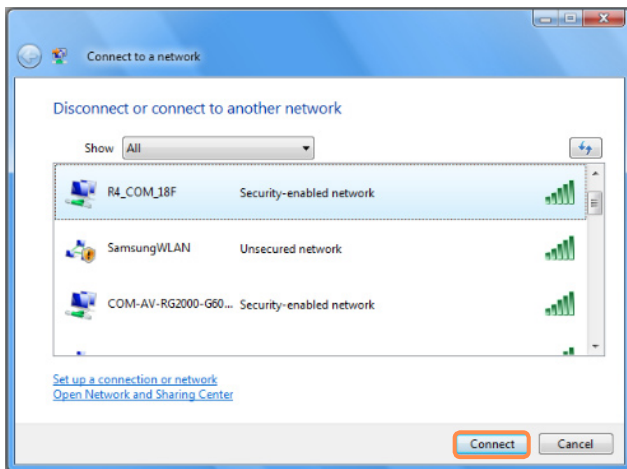 Connect to a network
Disconnect or connect to another network
Show All
R4_COM_18F Security-enabled network
SamsungWLAN Unsecured network
COM-AV-RG2000-G60... Security-enabled network
Set up a connection or network
Open Network and Sharing Center
Connect Cancel